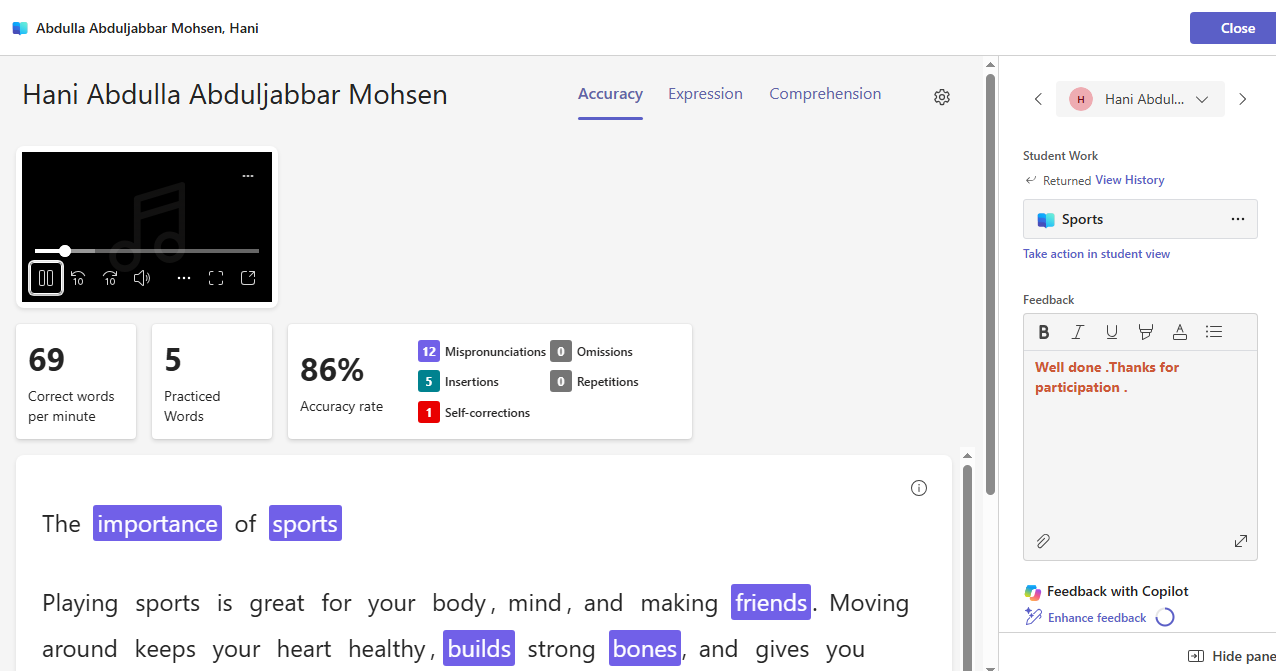 Abdulla Abduljabbar Mohsen, Hani
Close
Hani Abdulla Abduljabbar Mohsen
Accuracy
Expression
Comprehension
H
Hani Abdul...
Student Work
Returned View History
Sports
Take action in student view
10
10
69
Correct words
per minute
5
Practiced
Words
86%
Accuracy rate
12 Mispronunciations
0 Omissions
5 Insertions
0 Repetitions
1 Self-corrections
Feedback
B I U A
Well done .Thanks for
participation .
The importance of sports
Playing sports is great for your body, mind, and making friends. Moving
around keeps your heart healthy, builds strong bones, and gives you
Feedback with Copilot
Enhance feedback
Hide pane